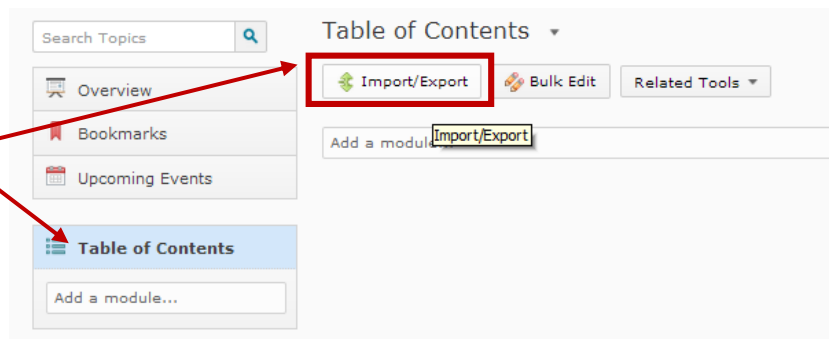 Search Topics
Overview
Bookmarks
Upcoming Events
Table of Contents
Add a module...
Table of Contents
Import/Export
Bulk Edit
Related Tools
Import/Export
Add a module